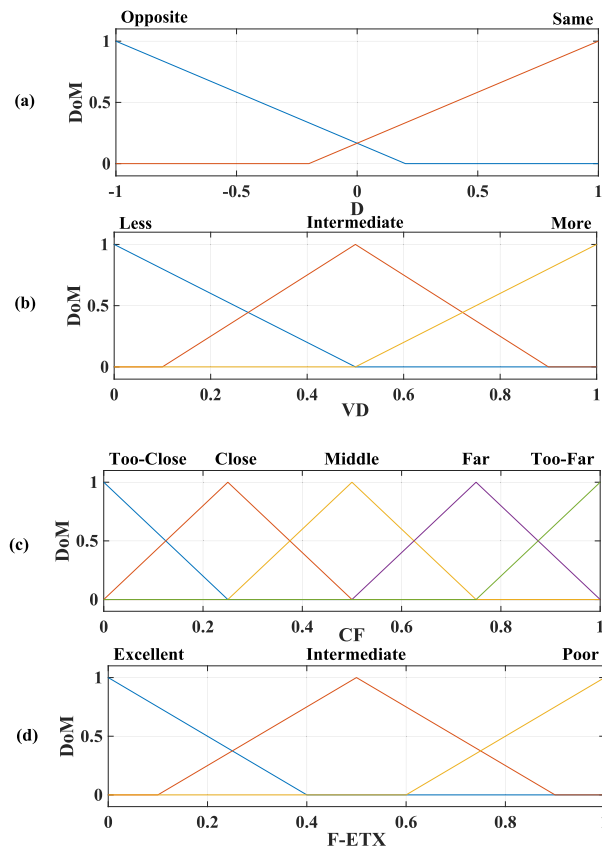 Opposite Same
(a)
DoM
1
0.5
0
-1 -0.5 0 0.5 1
D
Less Intermediate More
(b)
DoM
1
0.5
0
0 0.2 0.4 0.6 0.8 1
VD
Too-Close Close Middle Far Too-Far
(c)
DoM
1
0.5
0
0 0.2 0.4 0.6 0.8 1
CF
Excellent Intermediate Poor
(d)
DoM
1
0.5
0
0 0.2 0.4 0.6 0.8 1
F-ETX